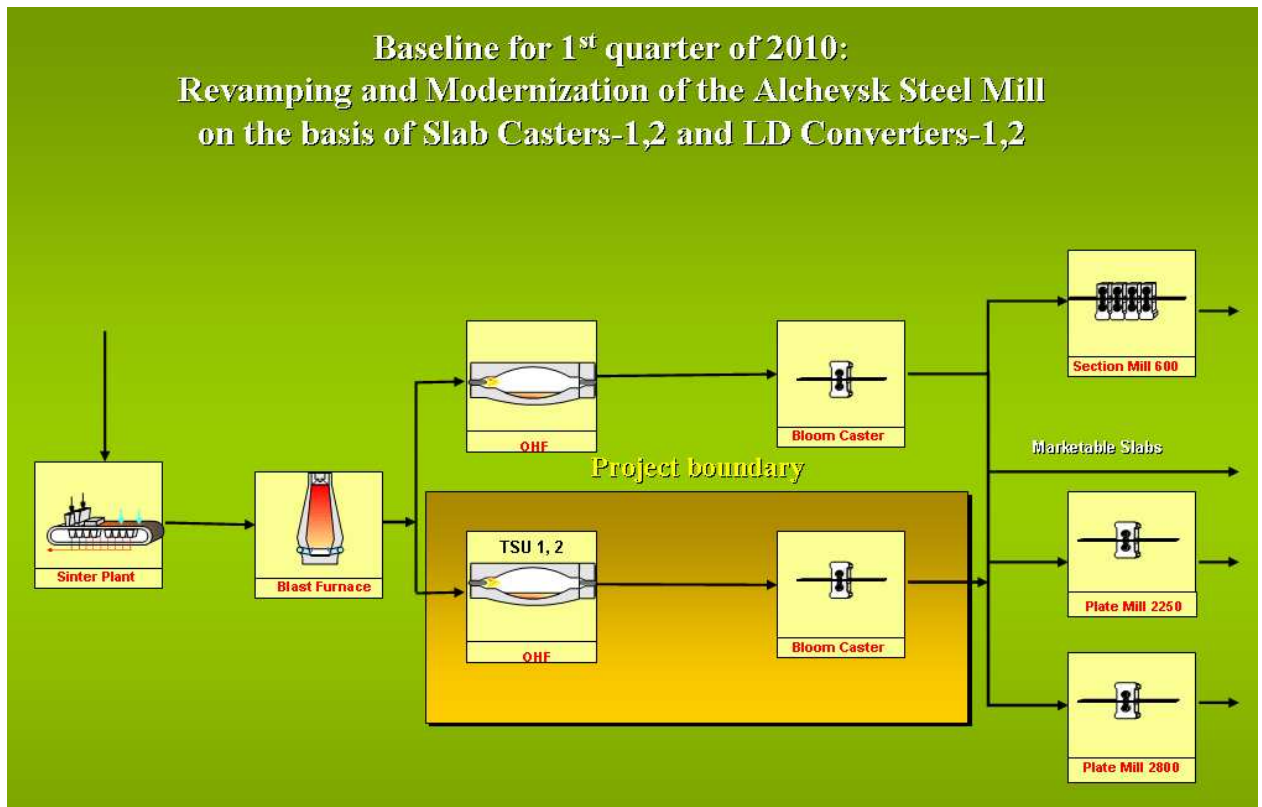 Baseline for 1st quarter of 2010:
Revamping and Modernization of the Alchevsk Steel Mill
on the basis of Slab Casters-1,2 and LD Converters-1,2
Section Mill 600
OHF
Bloom Caster
Marketable Slabs
Project boundary
TSU 1, 2
Sinter Plant
Blast Furnace
Plate Mill 2250
OHF
Bloom Caster
Plate Mill 2800